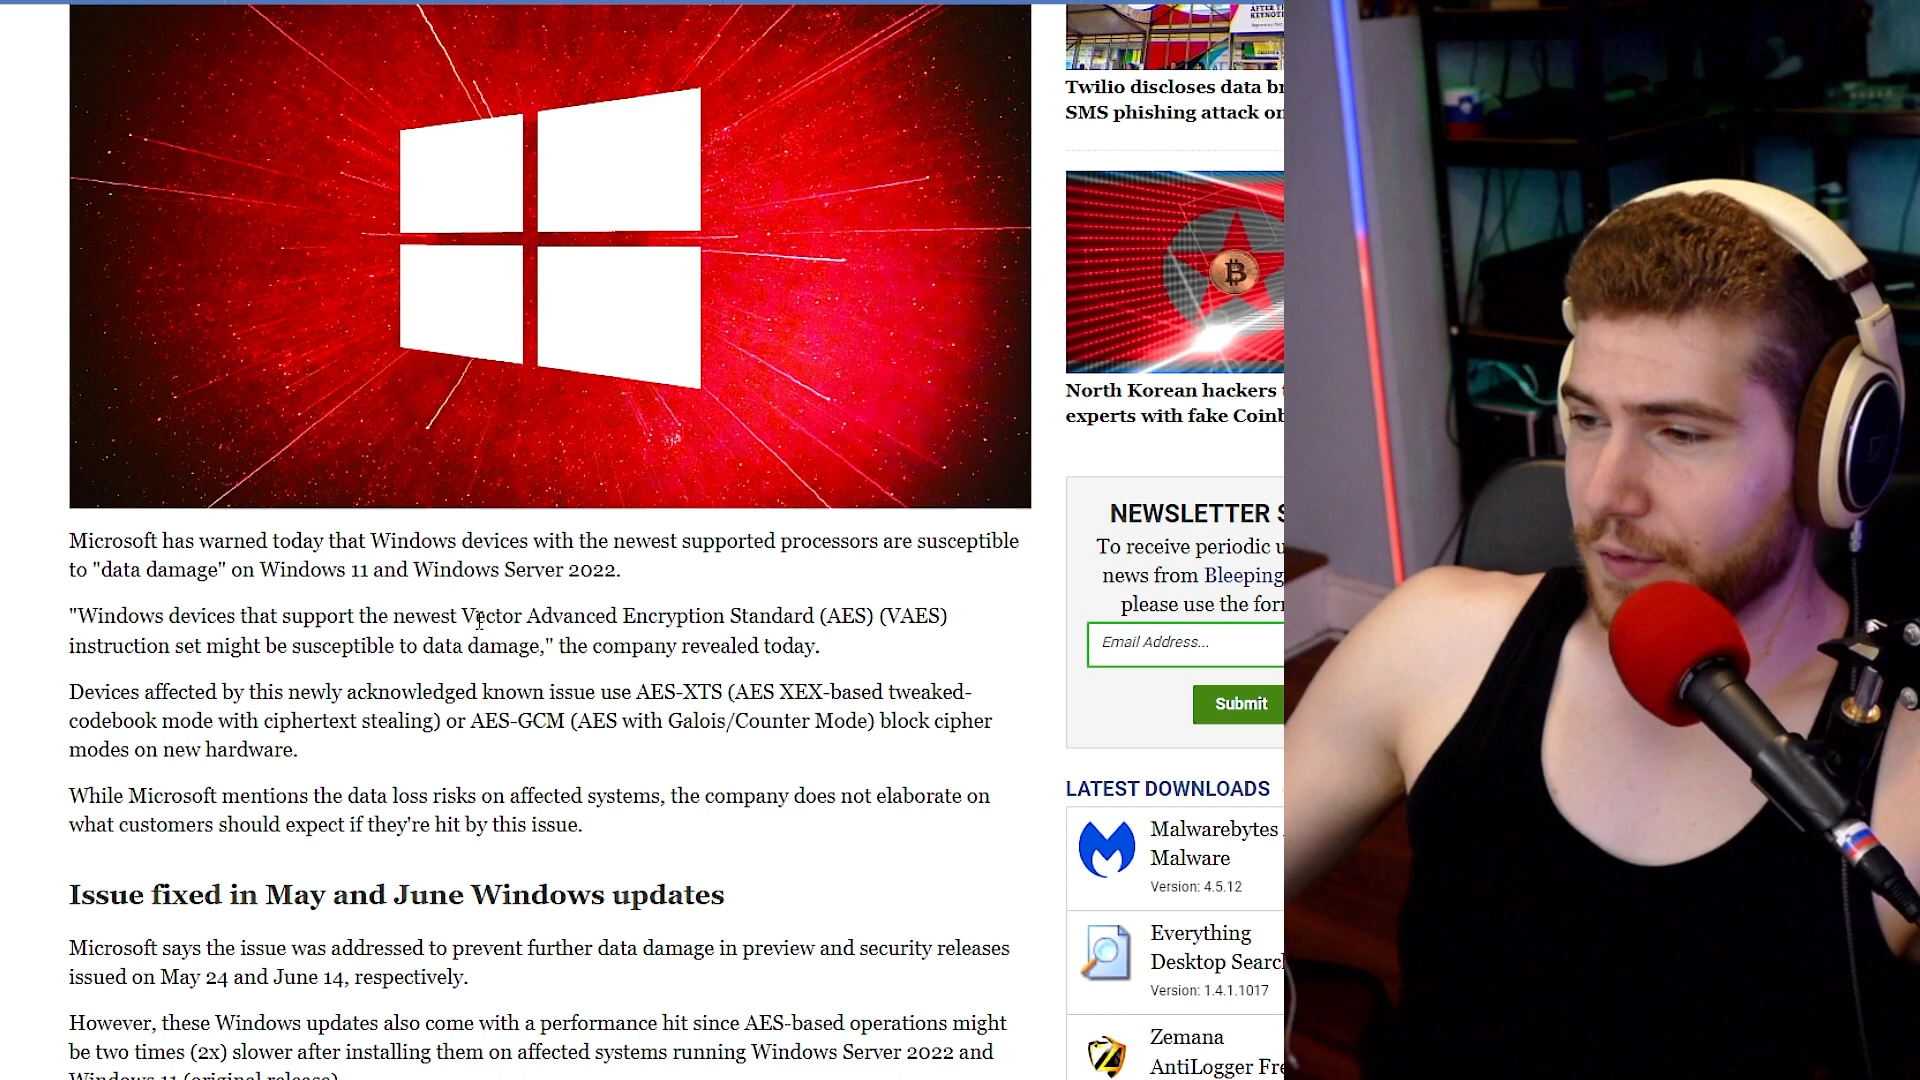 AFTER TH
KEYNOTE
Twilio discloses data br
SMS phishing attack on
North Korean hackers t
experts with fake Coinb
Microsoft has warned today that Windows devices with the newest supported processors are susceptible
to "data damage" on Windows 11 and Windows Server 2022.
"Windows devices that support the newest Vector Advanced Encryption Standard (AES) (VAES)
instruction set might be susceptible to data damage," the company revealed today.
Devices affected by this newly acknowledged known issue use AES-XTS (AES XEX-based tweaked-
codebook mode with ciphertext stealing) or AES-GCM (AES with Galois/Counter Mode) block cipher
modes on new hardware.
While Microsoft mentions the data loss risks on affected systems, the company does not elaborate on
what customers should expect if they're hit by this issue.
Issue fixed in May and June Windows updates
Microsoft says the issue was addressed to prevent further data damage in preview and security releases
issued on May 24 and June 14, respectively.
However, these Windows updates also come with a performance hit since AES-based operations might
be two times (2x) slower after installing them on affected systems running Windows Server 2022 and
Windows 11 (original release)
NEWSLETTER S
To receive periodic u
news from Bleeping
please use the for
Email Address...
Submit
LATEST DOWNLOADS
Malwarebytes
Malware
Version: 4.5.12
Everything
Desktop Searc
Version: 1.4.1.1017
Zemana
AntiLogger Fre